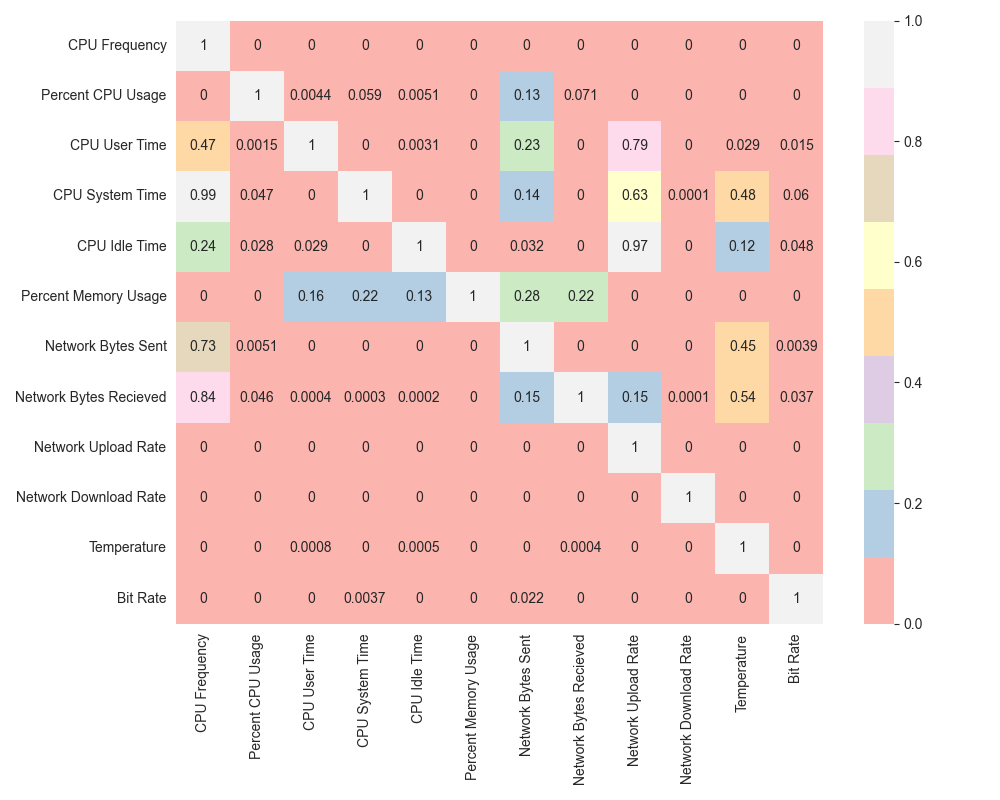 CPU Frequency 1 0 0 0 0 0 0 0 0 0 0 0
Percent CPU Usage 0 1 0.0044 0.059 0.0051 0 0.13 0.071 0 0 0 0
CPU User Time 0.47 0.0015 1 0 0.0031 0 0.23 0 0.79 0 0.029 0.015
CPU System Time 0.99 0.047 0 1 0 0 0.14 0 0.63 0.0001 0.48 0.06
CPU Idle Time 0.24 0.028 0.029 0 1 0 0.032 0 0.97 0 0.12 0.048
Percent Memory Usage 0 0 0.16 0.22 0.13 1 0.28 0.22 0 0 0 0
Network Bytes Sent 0.73 0.0051 0 0 0 0 1 0 0 0 0.45 0.0039
Network Bytes Recieved 0.84 0.046 0.0004 0.0003 0.0002 0 0.15 1 0.15 0.0001 0.54 0.037
Network Upload Rate 0 0 0 0 0 0 0 0 1 0 0 0
Network Download Rate 0 0 0 0 0 0 0 0 0 1 0 0
Temperature 0 0 0.0008 0 0.0005 0 0 0.0004 0 0 1 0
Bit Rate 0 0 0 0.0037 0 0 0.022 0 0 0 0 1
CPU Frequency
Percent CPU Usage
CPU User Time
CPU System Time
CPU Idle Time
Percent Memory Usage
Network Bytes Sent
Network Bytes Recieved
Network Upload Rate
Network Download Rate
Temperature
Bit Rate
1.0
0.8
0.6
0.4
0.2
0.0